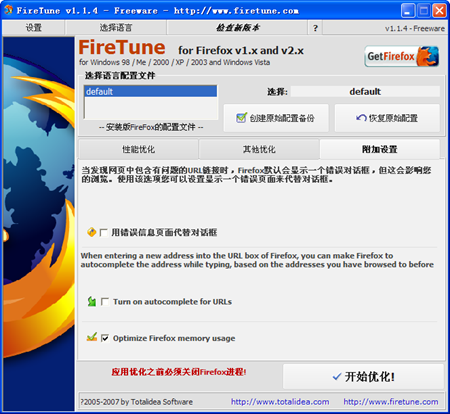 FireTune v1.1.4 - Freeware - http://www.firetune.com
设置 选择语言 检查新版本 ? v1.1.4 - Freeware
FireTune for Firefox v1.x and v2.x
for Windows 98 / Me / 2000 / XP / 2003 and Windows Vista
GetFirefox
选择语言配置文件
default
选择: default
创建原始配置备份 恢复原始配置
-- 安装版FireFox的配置文件 --
性能优化 其他优化 附加设置
当发现网页中包含有问题的URL链接时，Firefox默认会显示一个错误对话框，但这会影响您
的浏览。使用该选项您可以设置显示一个错误页面来代替对话框。
用错误信息页面代替对话框
When entering a new address into the URL box of Firefox, you can make Firefox to
autocomplete the address while typing, based on the addresses you have browsed to before
Turn on autocomplete for URLs
Optimize Firefox memory usage
应用优化之前必须关闭Firefox进程!
开始优化!
?2005-2007 by Totalidea Software http://www.totalidea.com http://www.firetune.com